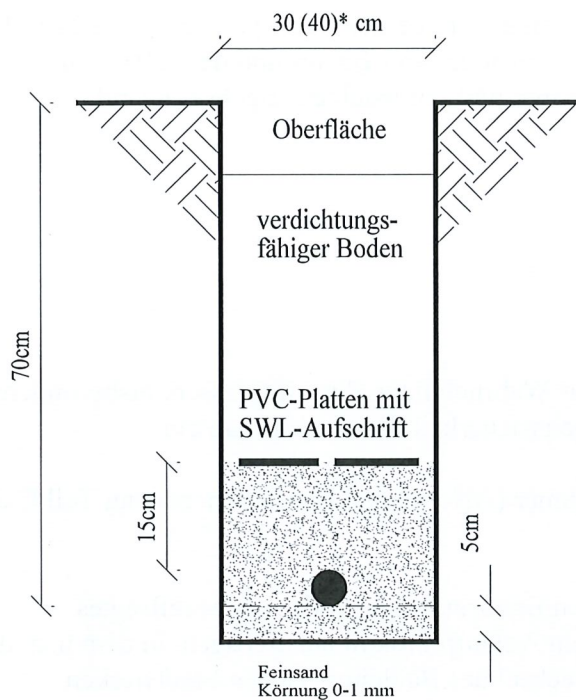 30 (40)* cm
Oberfläche
verdichtungs-
fähiger Boden
70cm
PVC-Platten mit
SWL-Aufschrift
15cm
5cm
Feinsand
Körnung 0-1 mm